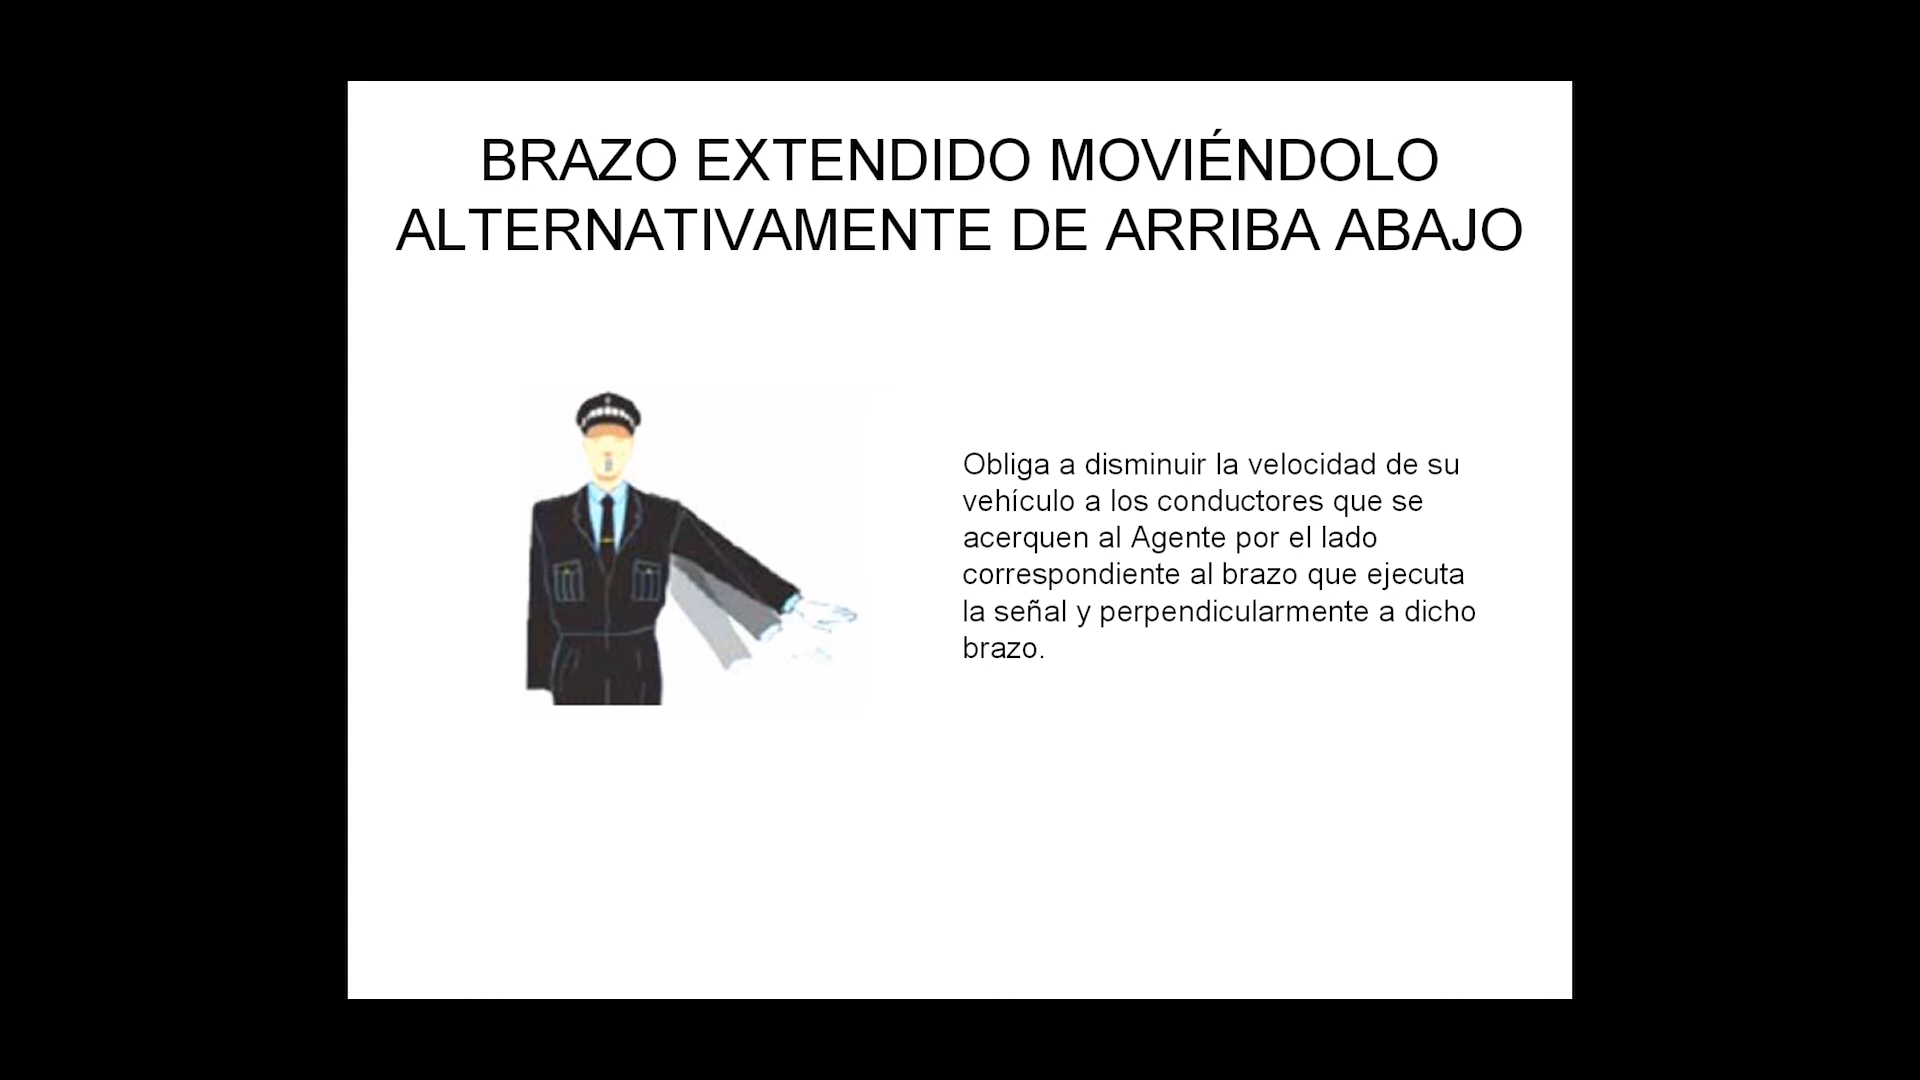 BRAZO EXTENDIDO MOVIÉNDOLO
ALTERNATIVAMENTE DE ARRIBA ABAJO
Obliga a disminuir la velocidad de su
vehículo a los conductores que se
acerquen al Agente por el lado
correspondiente al brazo que ejecuta
la señal y perpendicularmente a dicho
brazo.